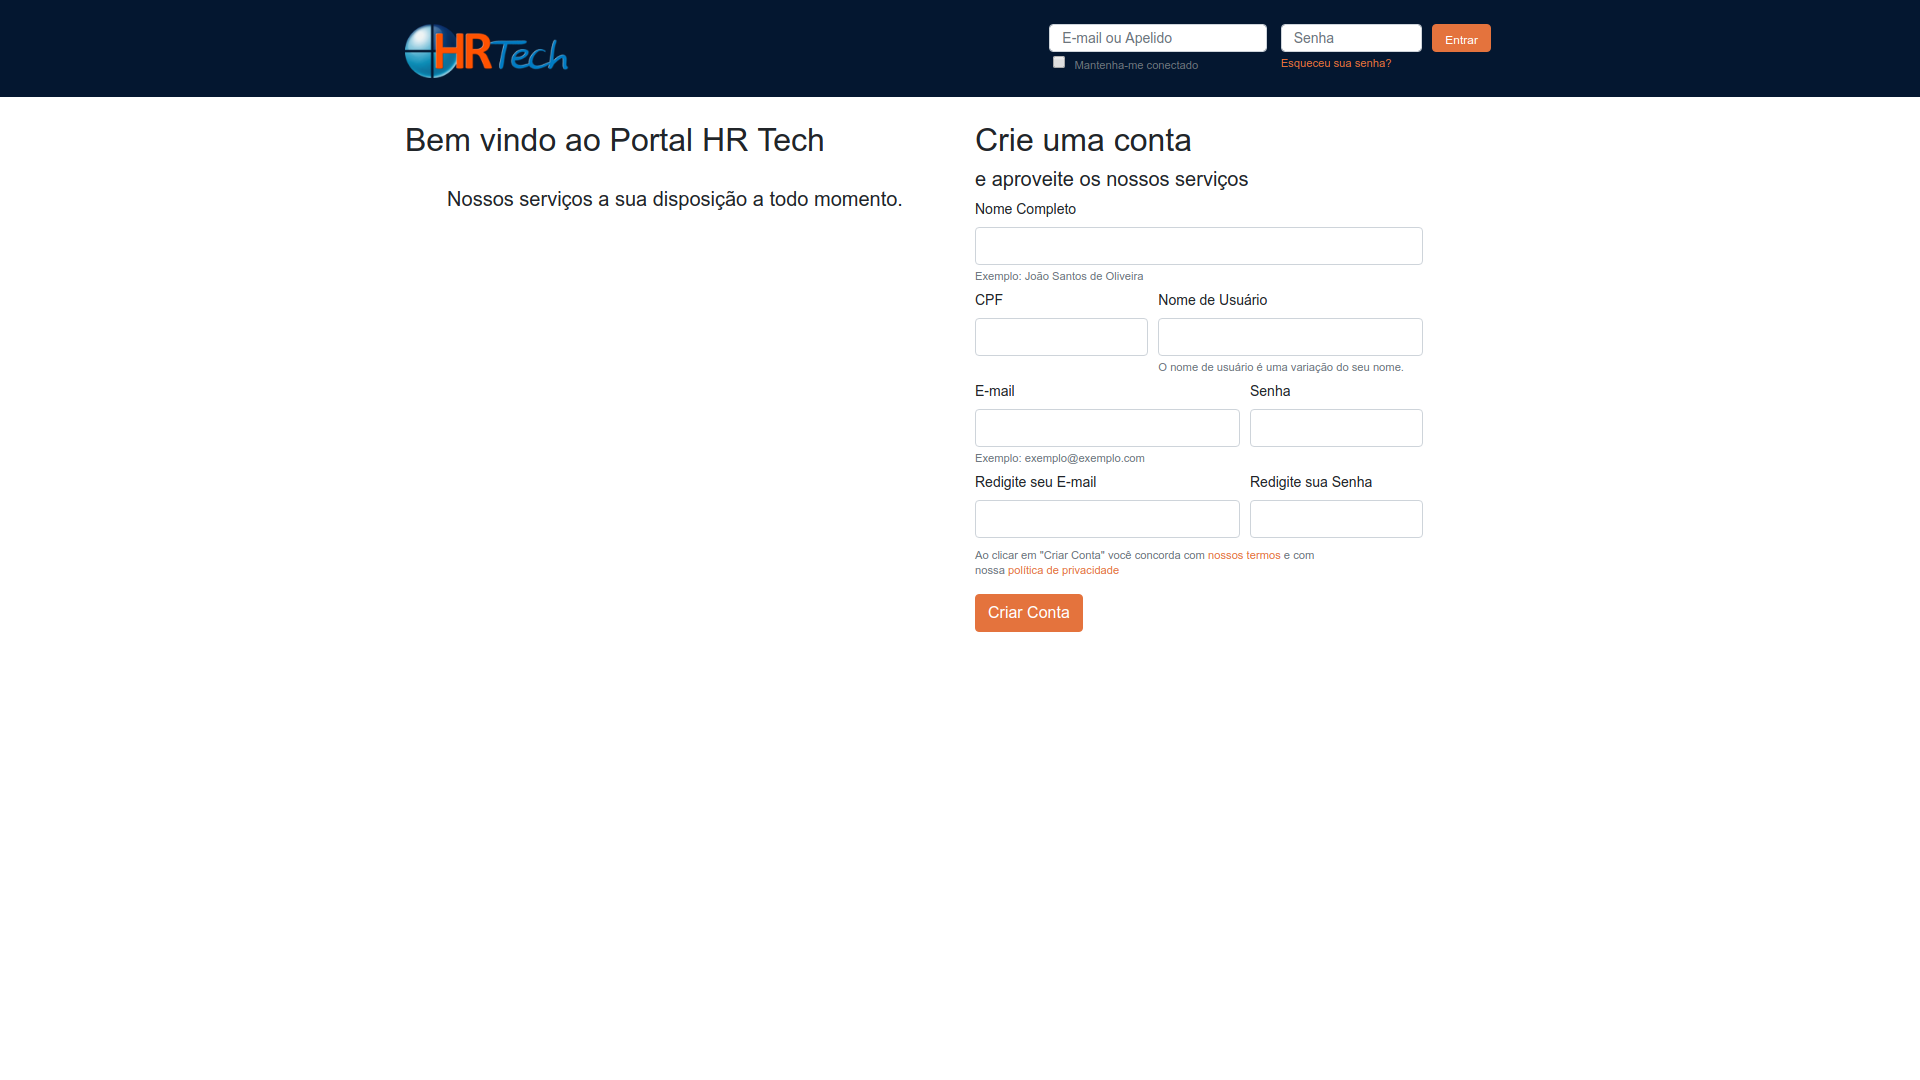 HRTech
E-mail ou Apelido
Senha
Entrar
Mantenha-me conectado
Esqueceu sua senha?
Bem vindo ao Portal HR Tech
Nossos serviços a sua disposição a todo momento.
Crie uma conta
e aproveite os nossos serviços
Nome Completo
Exemplo: João Santos de Oliveira
CPF
Nome de Usuário
O nome de usuário é uma variação do seu nome.
E-mail
Senha
Exemplo: exemplo@exemplo.com
Redigite seu E-mail
Redigite sua Senha
Ao clicar em "Criar Conta" você concorda com nossos termos e com
nossa política de privacidade
Criar Conta